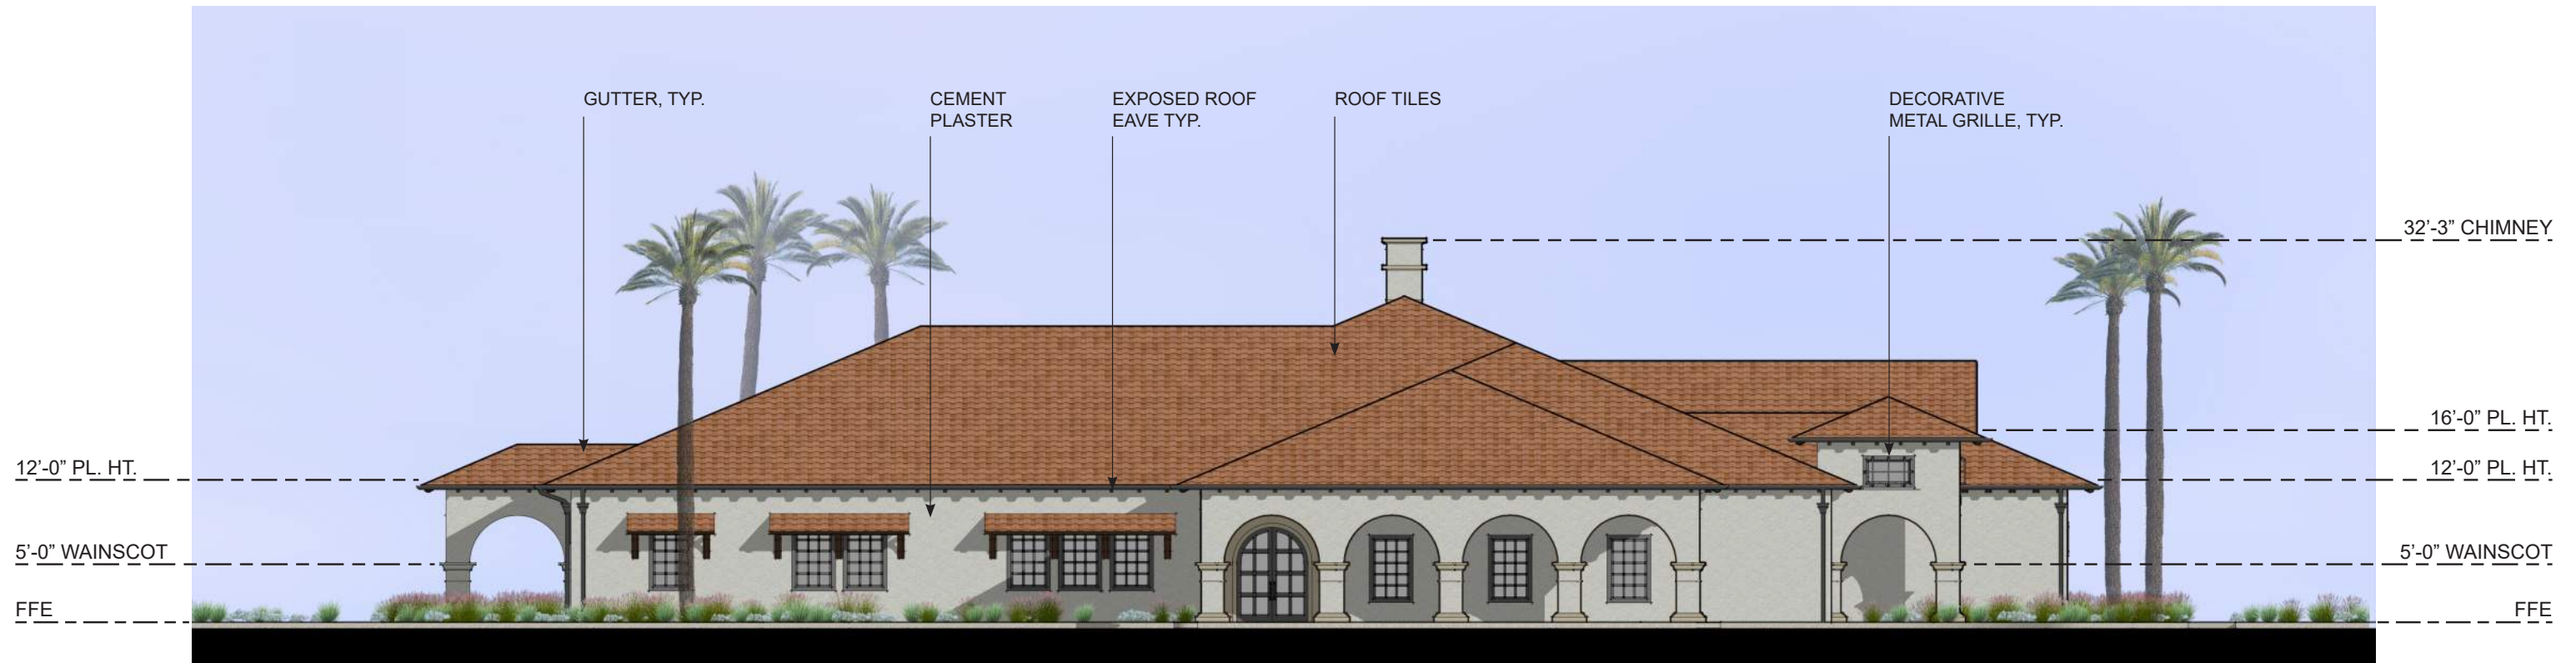 GUTTER, TYP.
CEMENT
PLASTER
EXPOSED ROOF
EAVE TYP.
ROOF TILES
DECORATIVE
METAL GRILLE, TYP.
32’-3” CHIMNEY
16’-0” PL. HT.
12’-0” PL. HT.
12’-0” PL. HT.
5’-0” WAINSCOT
5’-0” WAINSCOT
FFE
FFE